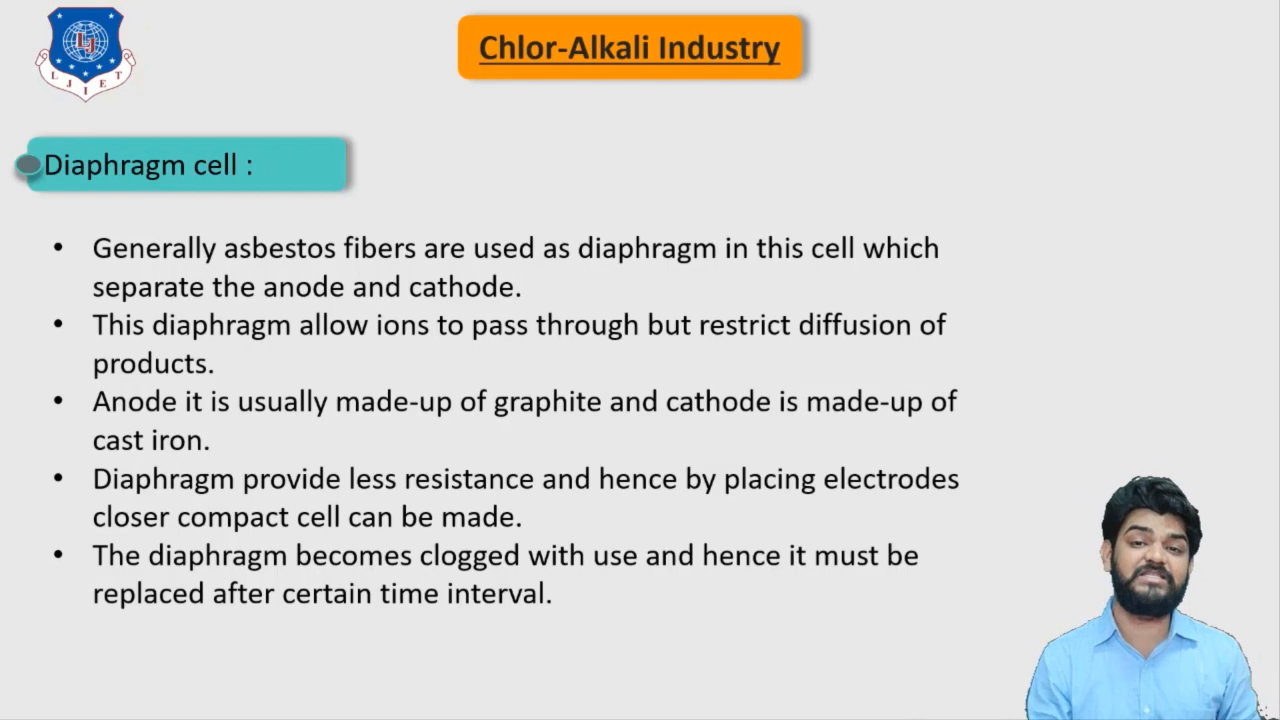 L J I E T
LJ
Chlor-Alkali Industry
Diaphragm cell :
• Generally asbestos fibers are used as diaphragm in this cell which
separate the anode and cathode.
• This diaphragm allow ions to pass through but restrict diffusion of
products.
• Anode it is usually made-up of graphite and cathode is made-up of
cast iron.
• Diaphragm provide less resistance and hence by placing electrodes
closer compact cell can be made.
• The diaphragm becomes clogged with use and hence it must be
replaced after certain time interval.